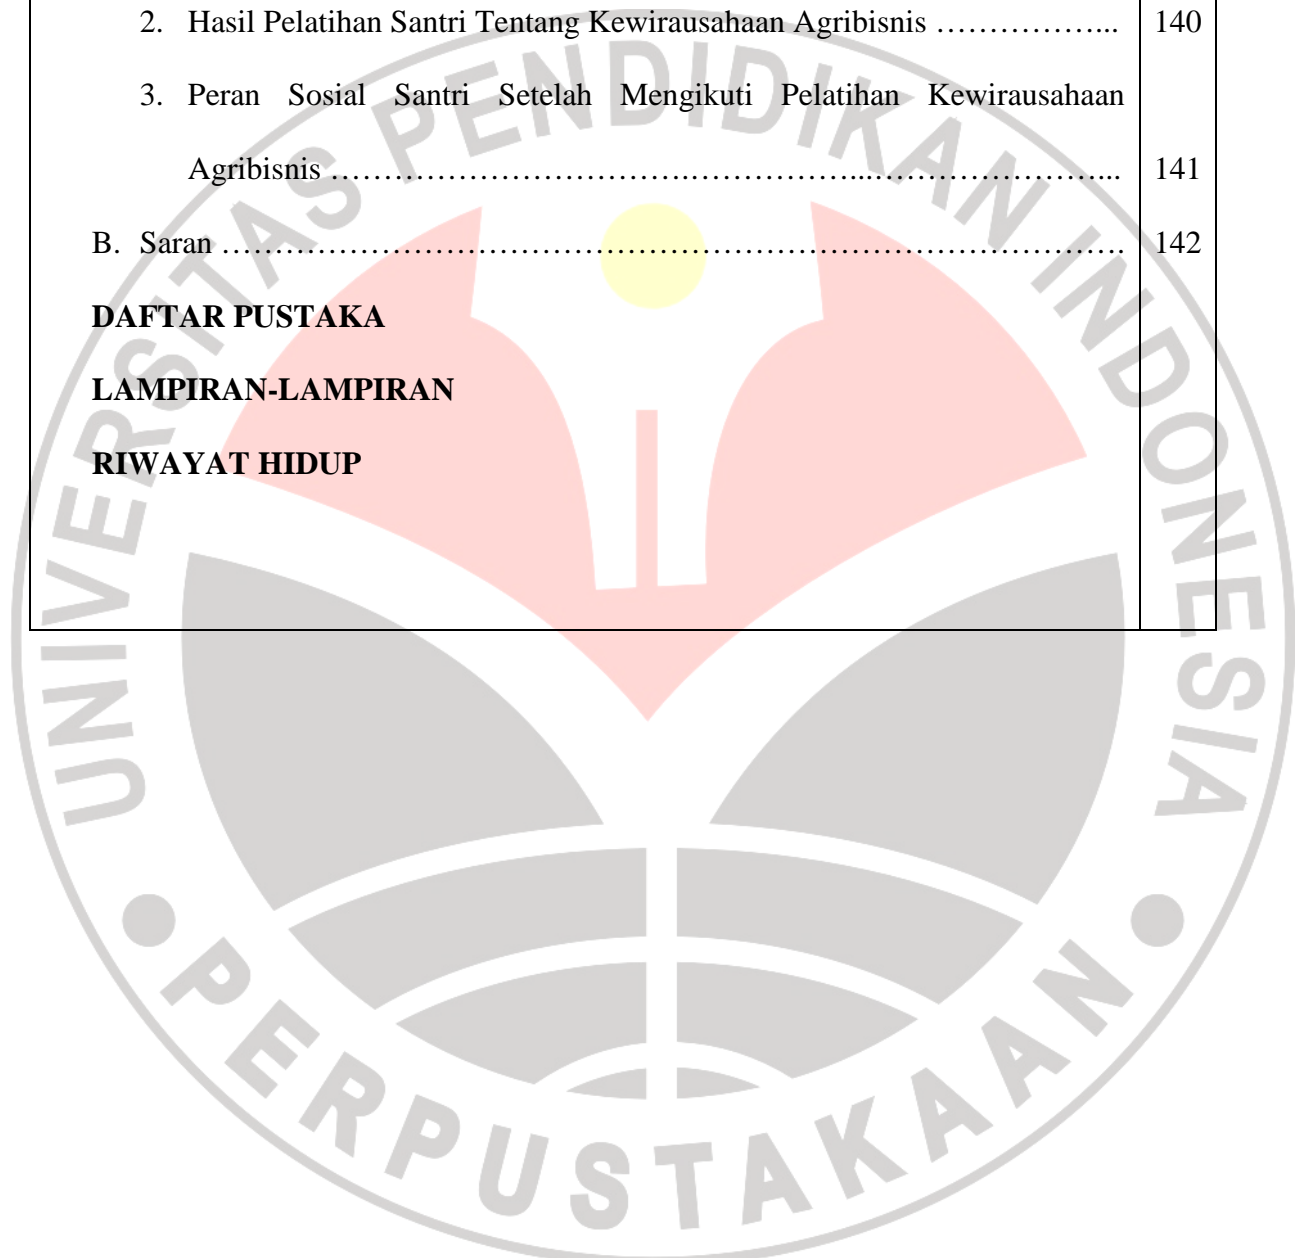 2. Hasil Pelatihan Santri Tentang Kewirausahaan Agribisnis ……………... 140
3. Peran Sosial Santri Setelah Mengikuti Pelatihan Kewirausahaan
Agribisnis …………………………….……………...………………….. 141
B. Saran …………………………………………………………………………. 142
DAFTAR PUSTAKA
LAMPIRAN-LAMPIRAN
RIWAYAT HIDUP
UNIVERSITAS PENDIDIKAN INDONESIA
PERPUSTAKAAN